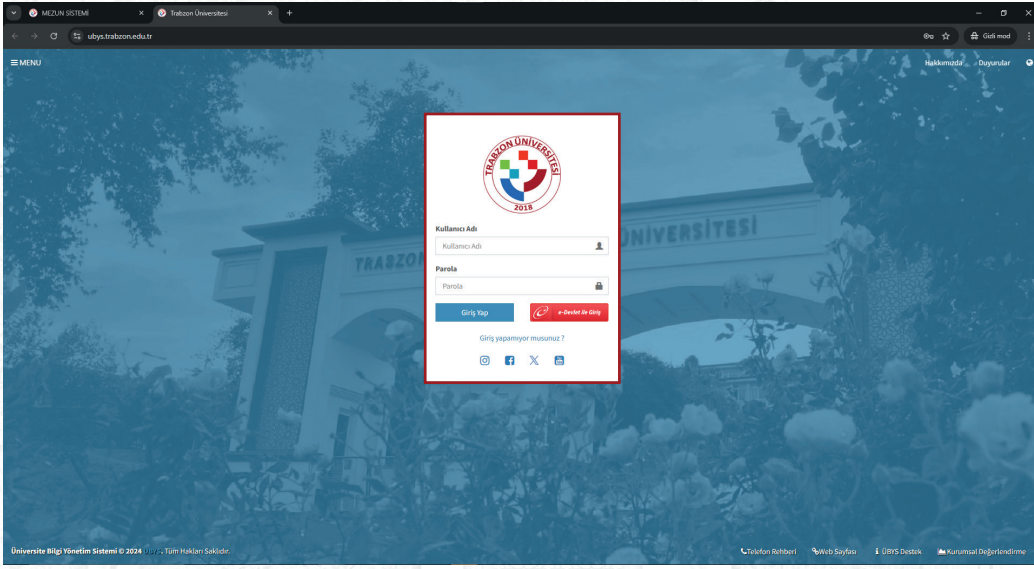 MEZUN SİSTEMİ
Trabzon Üniversitesi
ubys.trabzon.edu.tr
Gizli mod
MENU
Hakkımızda
Duyurular
TRABZON ÜNİVERSİTESİ
2018
TRABZON ÜNİVERSİTESİ
Kullanıcı Adı
Kullanıcı Adı
Parola
Parola
Giriş Yap
e-Devlet ile Giriş
Giriş yapamıyor musunuz ?
Üniversite Bilgi Yönetim Sistemi © 2024 UBYS. Tüm Hakları Saklıdır.
Telefon Rehberi
Web Sayfası
ÜBYS Destek
Kurumsal Değerlendirme